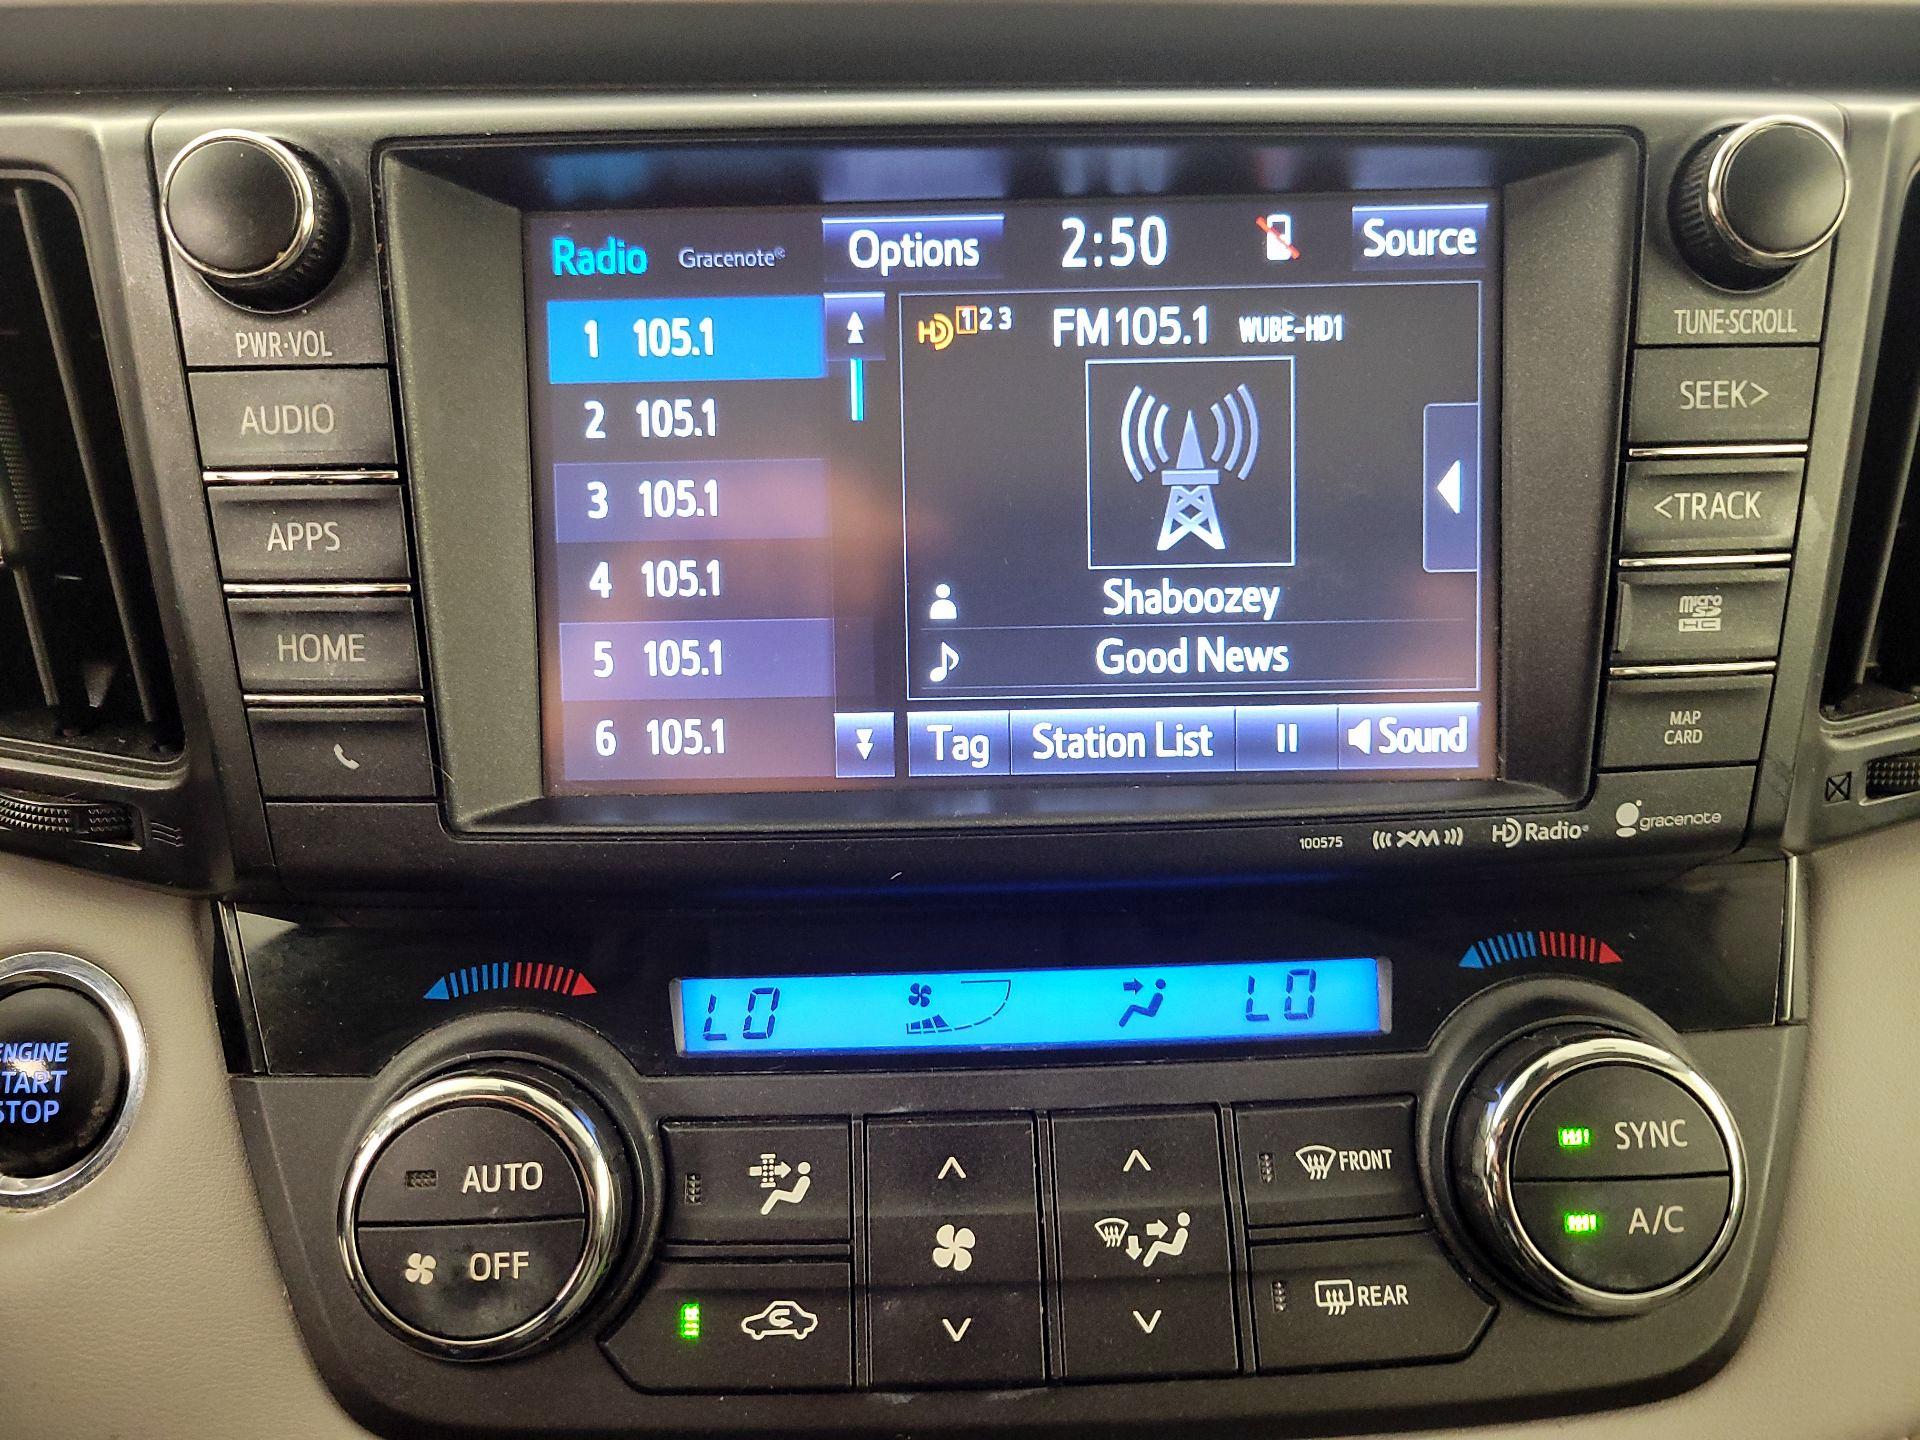 Radio Gracenote® Options 2:50 Source
1 105.1
2 105.1
3 105.1
4 105.1
5 105.1
6 105.1
HD 1 2 3 FM 105.1 WUBE-HD1
Shaboozey
Good News
Tag Station List Sound
PWR·VOL
AUDIO
APPS
HOME
TUNE·SCROLL
SEEK>
<TRACK
micro SD HC
MAP
CARD
100575 XM HD Radio® gracenote
LO LO
ENGINE
START
STOP
AUTO
OFF
FRONT
REAR
SYNC
A/C